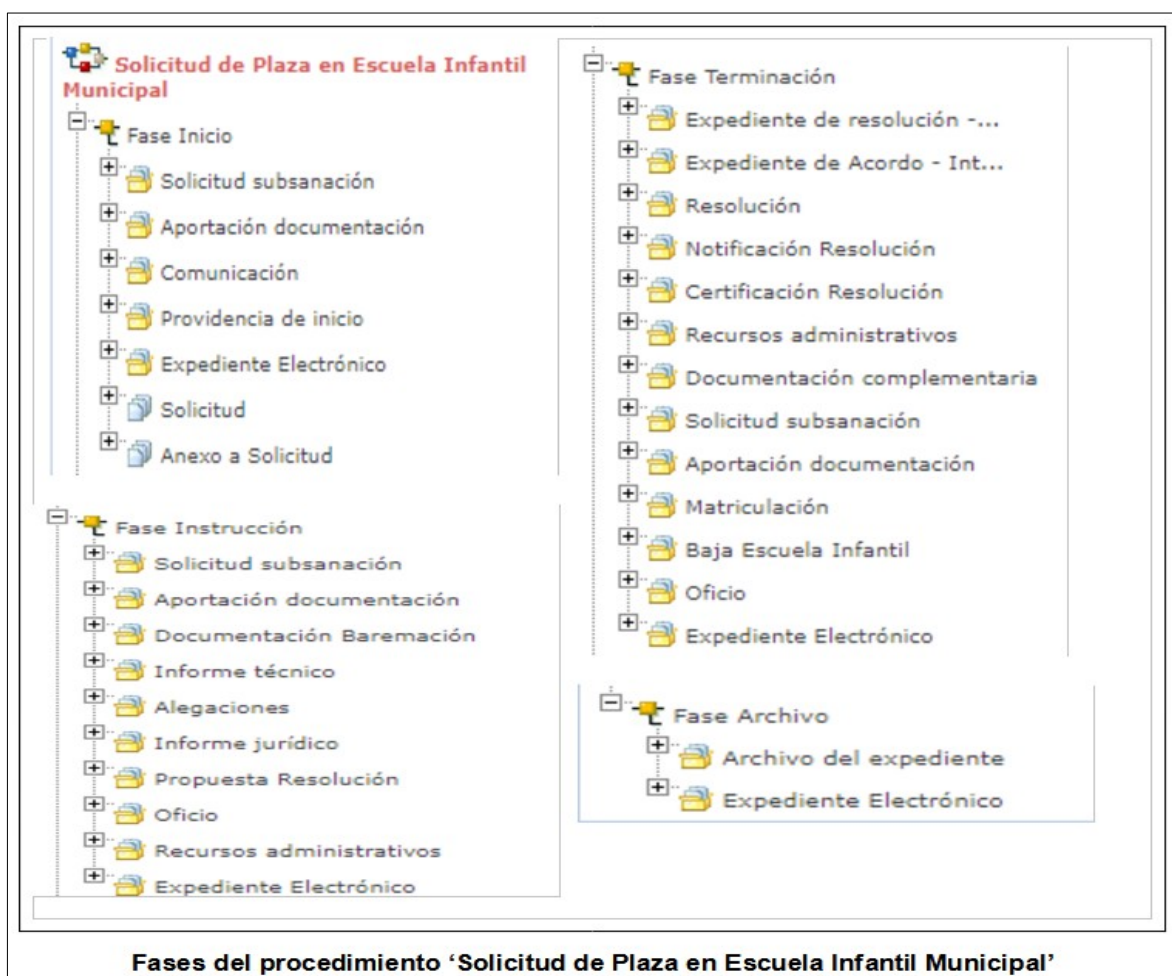 Solicitud de Plaza en Escuela Infantil
Municipal
Fase Inicio
Solicitud subsanación
Aportación documentación
Comunicación
Providencia de inicio
Expediente Electrónico
Solicitud
Anexo a Solicitud
Fase Instrucción
Solicitud subsanación
Aportación documentación
Documentación Baremación
Informe técnico
Alegaciones
Informe jurídico
Propuesta Resolución
Oficio
Recursos administrativos
Expediente Electrónico
Fase Terminación
Expediente de resolución -...
Expediente de Acordo - Int...
Resolución
Notificación Resolución
Certificación Resolución
Recursos administrativos
Documentación complementaria
Solicitud subsanación
Aportación documentación
Matriculación
Baja Escuela Infantil
Oficio
Expediente Electrónico
Fase Archivo
Archivo del expediente
Expediente Electrónico
Fases del procedimiento ‘Solicitud de Plaza en Escuela Infantil Municipal’